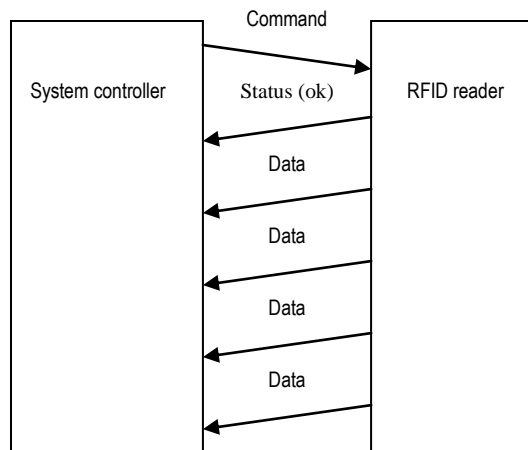 Command
System controller
Status (ok)
RFID reader
Data
Data
Data
Data